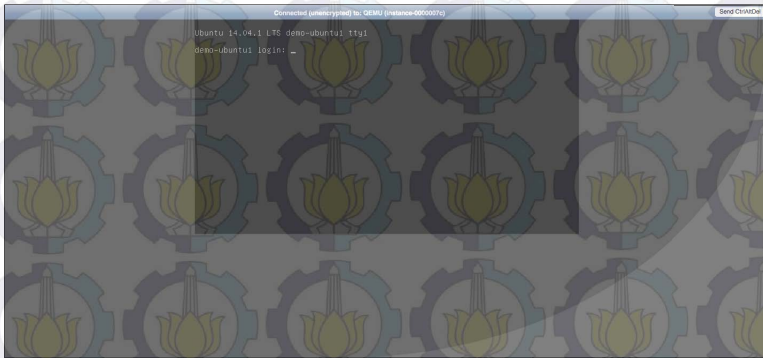 Connected (unencrypted) to: QEMU (instance-0000007c)
Send CtrlAltDel
Ubuntu 14.04.1 LTS demo-ubuntu1 tty1
demo-ubuntu1 login: _